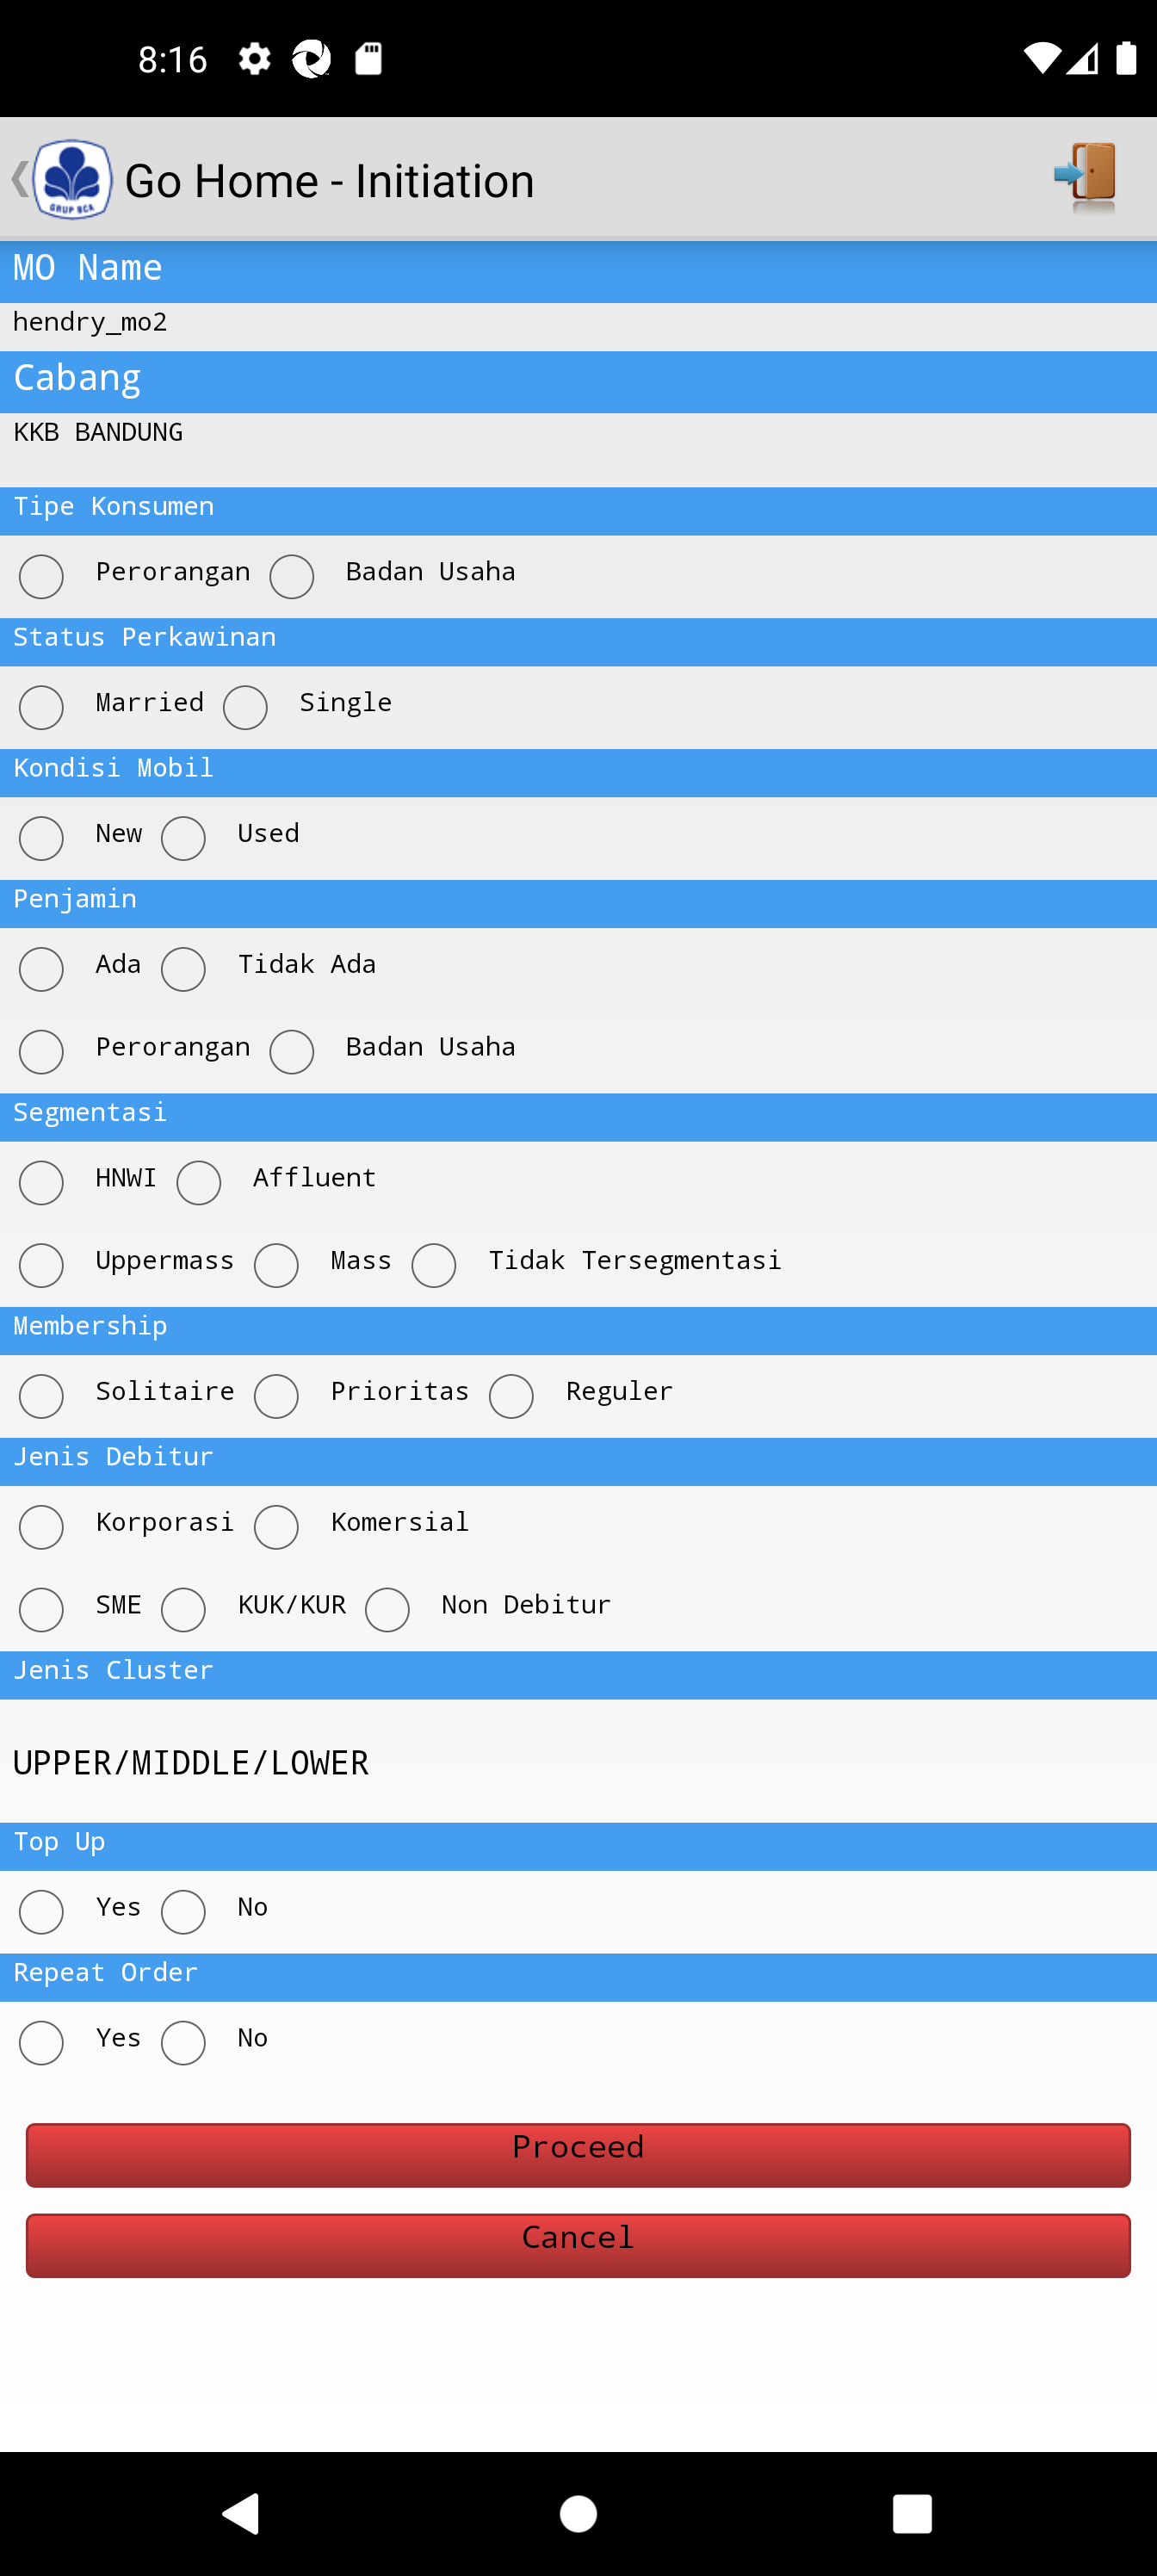 8:16
GRUP BCA
Go Home - Initiation
MO Name
hendry_mo2
Cabang
KKB BANDUNG
Tipe Konsumen
Perorangan Badan Usaha
Status Perkawinan
Married Single
Kondisi Mobil
New Used
Penjamin
Ada Tidak Ada
Perorangan Badan Usaha
Segmentasi
HNWI Affluent
Uppermass Mass Tidak Tersegmentasi
Membership
Solitaire Prioritas Reguler
Jenis Debitur
Korporasi Komersial
SME KUK/KUR Non Debitur
Jenis Cluster
UPPER/MIDDLE/LOWER
Top Up
Yes No
Repeat Order
Yes No
Proceed
Cancel